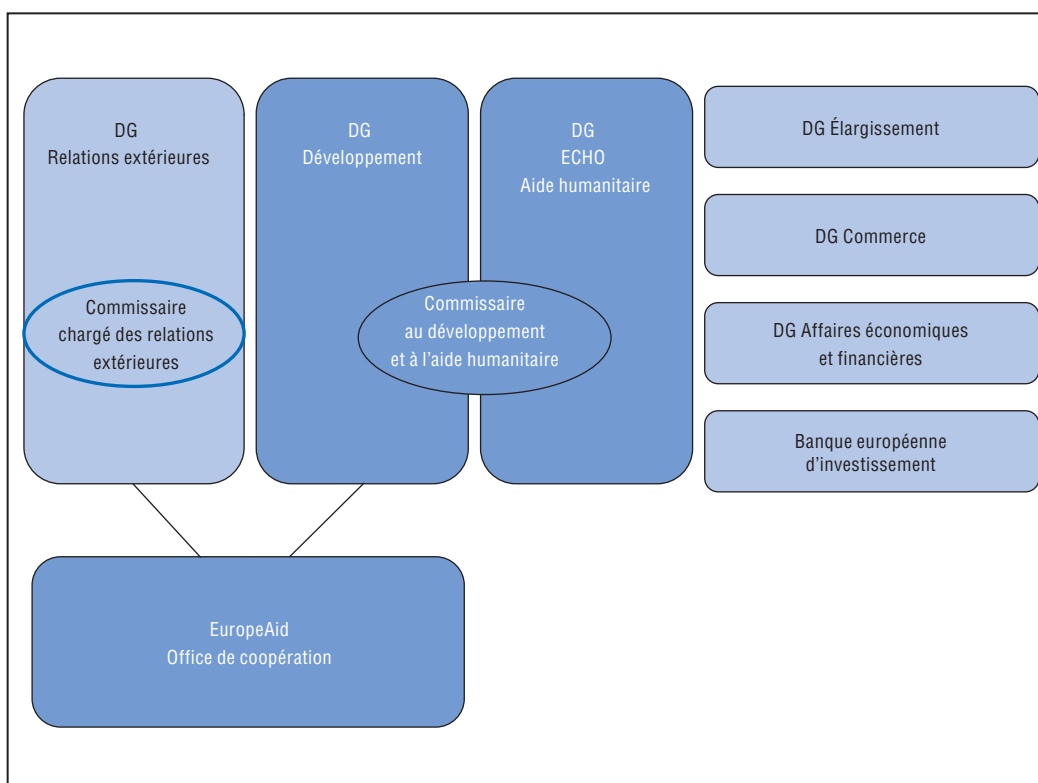 DG
Relations extérieures
Commissaire
chargé des relations
extérieures
DG
Développement
DG
ECHO
Aide humanitaire
Commissaire
au développement
et à l'aide humanitaire
DG Élargissement
DG Commerce
DG Affaires économiques
et financières
Banque européenne
d'investissement
EuropeAid
Office de coopération